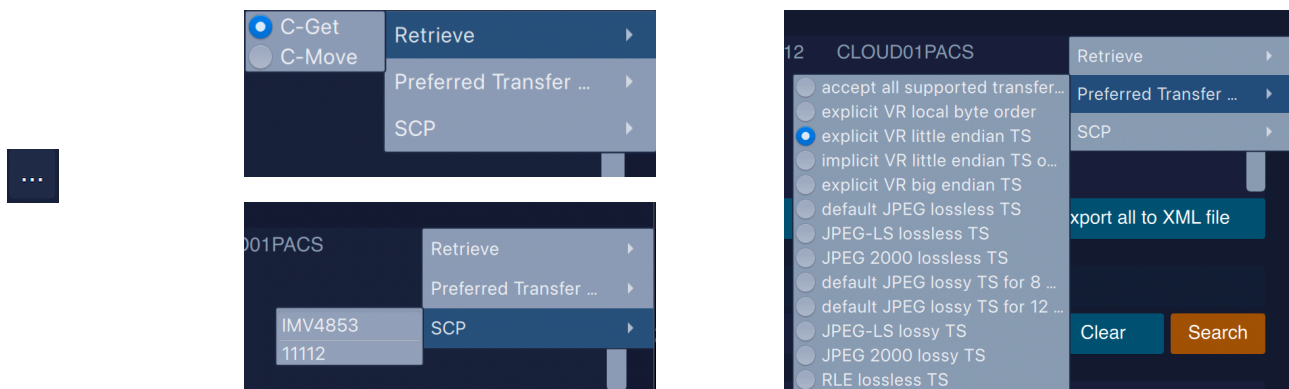 ...
C-Get
C-Move
Retrieve
Preferred Transfer ...
SCP
D01PACS
Retrieve
Preferred Transfer ...
SCP
IMV4853
11112
12 CLOUD01PACS
Retrieve
Preferred Transfer ...
SCP
accept all supported transfer...
explicit VR local byte order
explicit VR little endian TS
implicit VR little endian TS o...
explicit VR big endian TS
default JPEG lossless TS
JPEG-LS lossless TS
JPEG 2000 lossless TS
default JPEG lossy TS for 8 ...
default JPEG lossy TS for 12 ...
JPEG-LS lossy TS
JPEG 2000 lossy TS
RLE lossless TS
xport all to XML file
Clear
Search